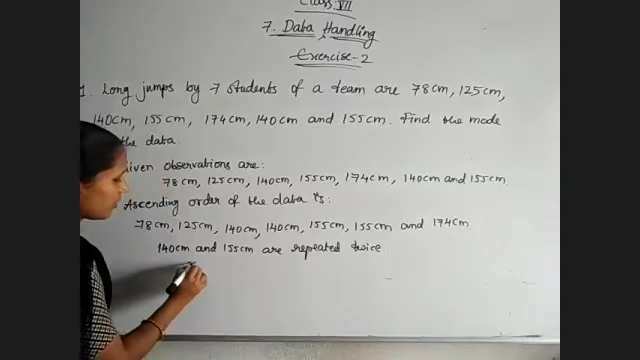 Class: VII
7. Data Handling
Exercise-2
1. Long jumps by 7 students of a team are 78cm, 125cm,
140cm, 155cm, 174cm, 140cm and 155cm. Find the mode
the data.
Given observations are:
78cm, 125cm, 140cm, 155cm, 174cm, 140cm and 155cm.
Ascending order of the data is:
78cm, 125cm, 140cm, 140cm, 155cm, 155cm and 174cm.
140cm and 155cm are repeated twice.